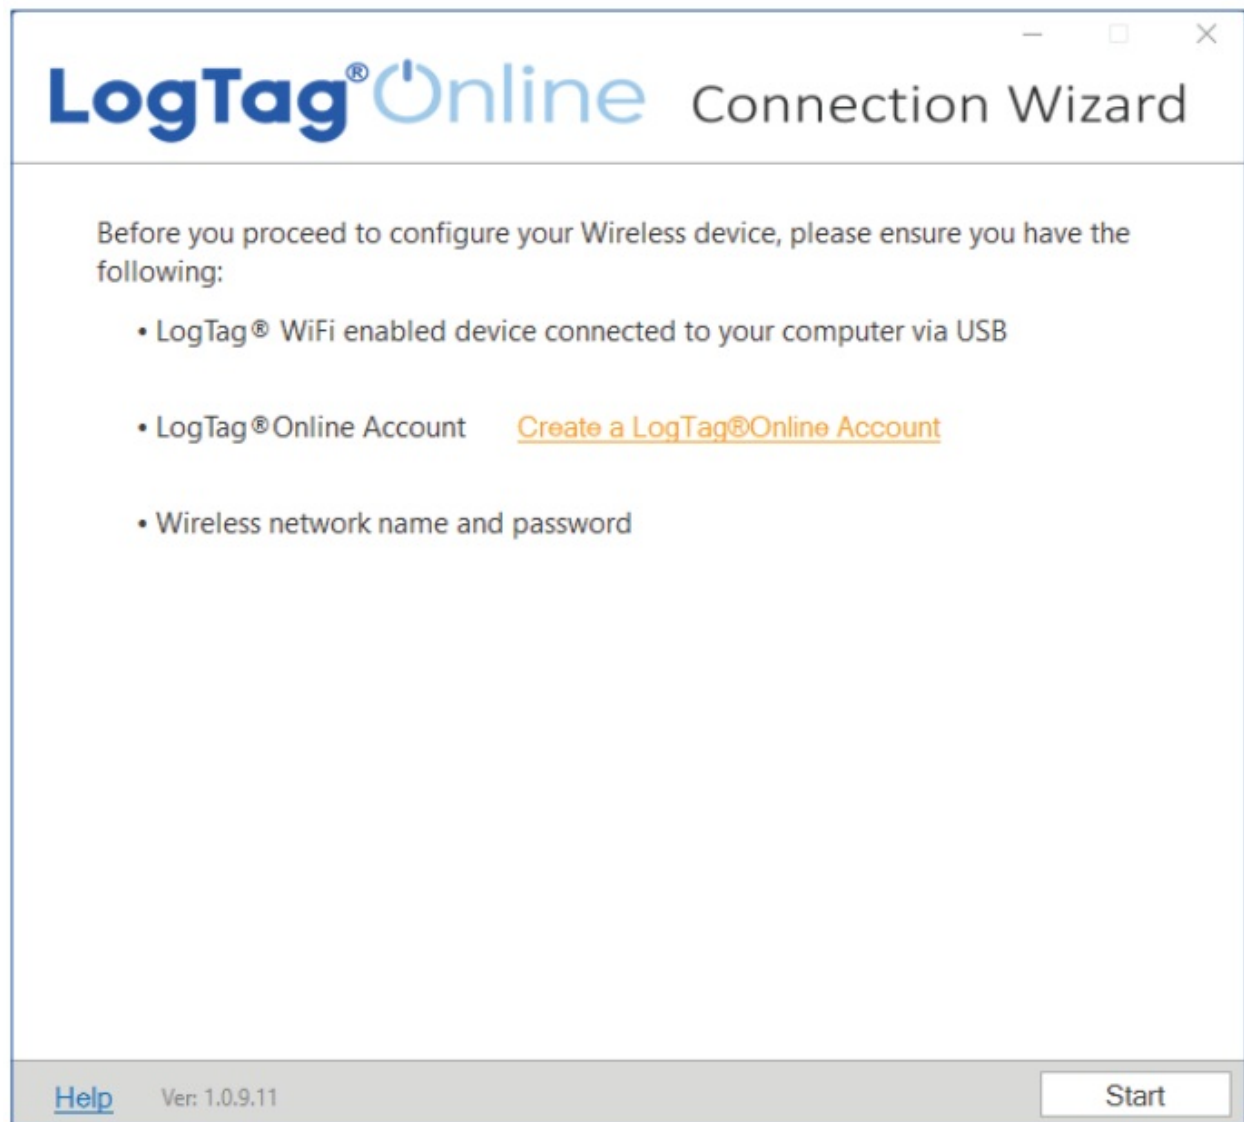 LogTag®Online Connection Wizard
Before you proceed to configure your Wireless device, please ensure you have the
following:
• LogTag® WiFi enabled device connected to your computer via USB
• LogTag®Online Account Create a LogTag®Online Account
• Wireless network name and password
Help Ver: 1.0.9.11 Start